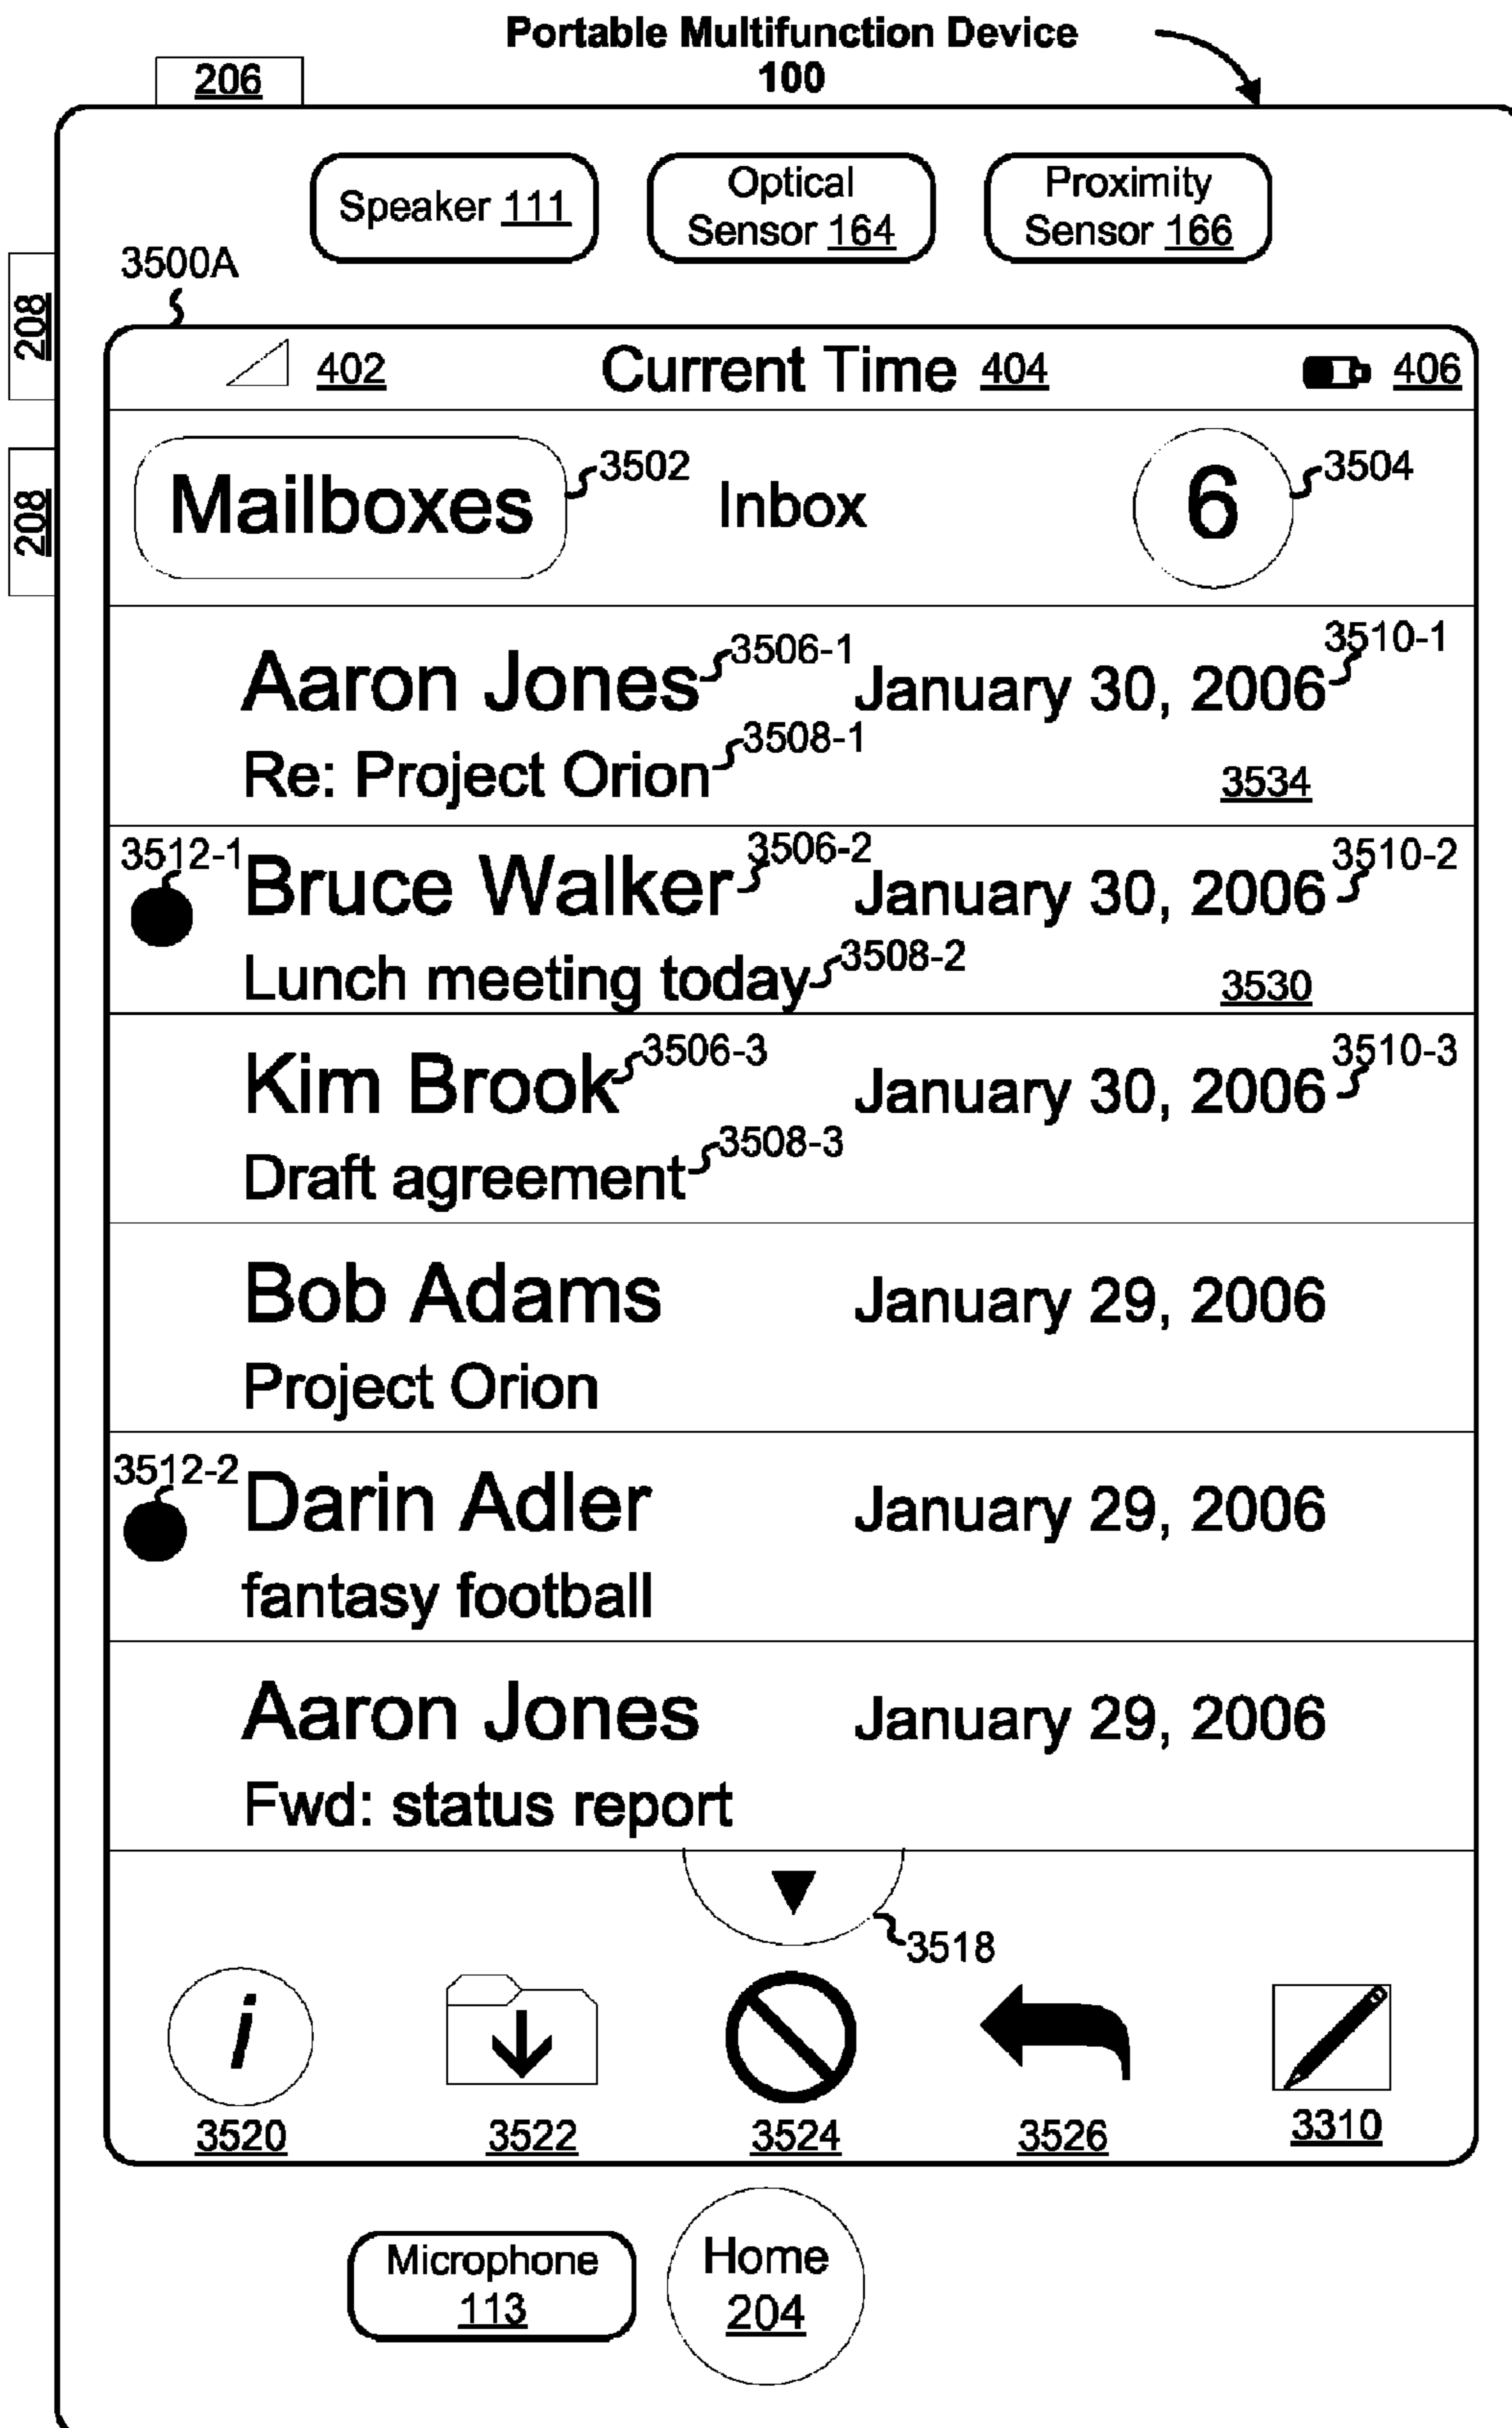 Portable Multifunction Device
100
206
Speaker 111
Optical
Sensor 164
Proximity
Sensor 166
3500A
208
208
402
Current Time 404
406
Mailboxes
3502
Inbox
6
3504
Aaron Jones
3506-1
January 30, 2006
3510-1
Re: Project Orion
3508-1
3534
3512-1
Bruce Walker
3506-2
January 30, 2006
3510-2
Lunch meeting today
3508-2
3530
Kim Brook
3506-3
January 30, 2006
3510-3
Draft agreement
3508-3
Bob Adams
January 29, 2006
Project Orion
3512-2
Darin Adler
January 29, 2006
fantasy football
Aaron Jones
January 29, 2006
Fwd: status report
3518
i
3520
3522
3524
3526
3310
Microphone
113
Home
204